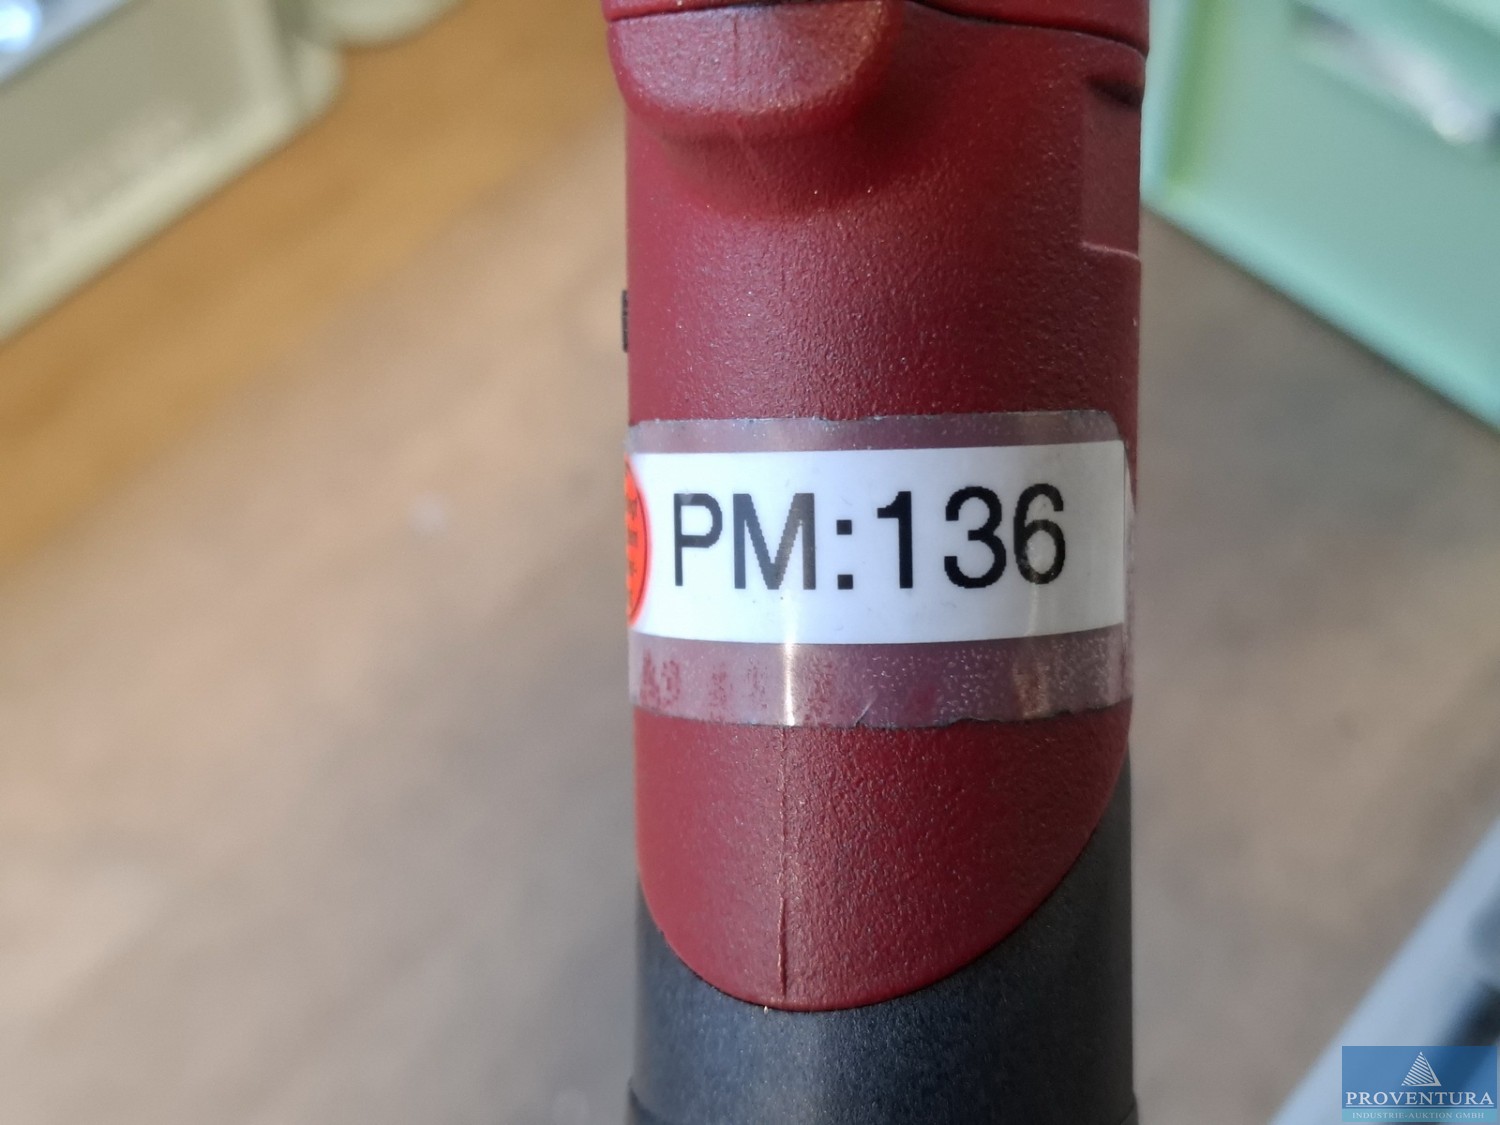 PM:136
PROVENTURA
INDUSTRIE-AUKTION GMBH